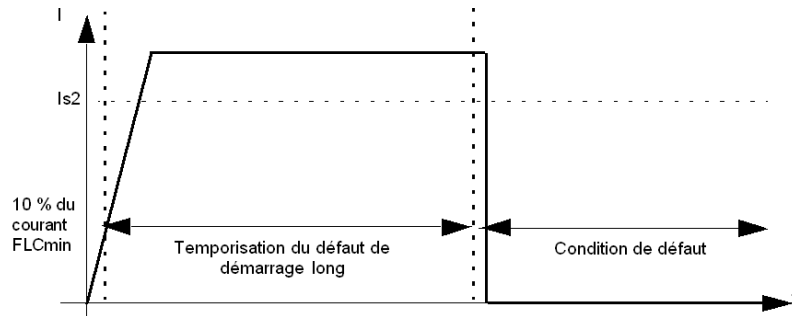 I
Is2
10 % du
courant
FLCmin
Temporisation du défaut de
démarrage long
Condition de défaut